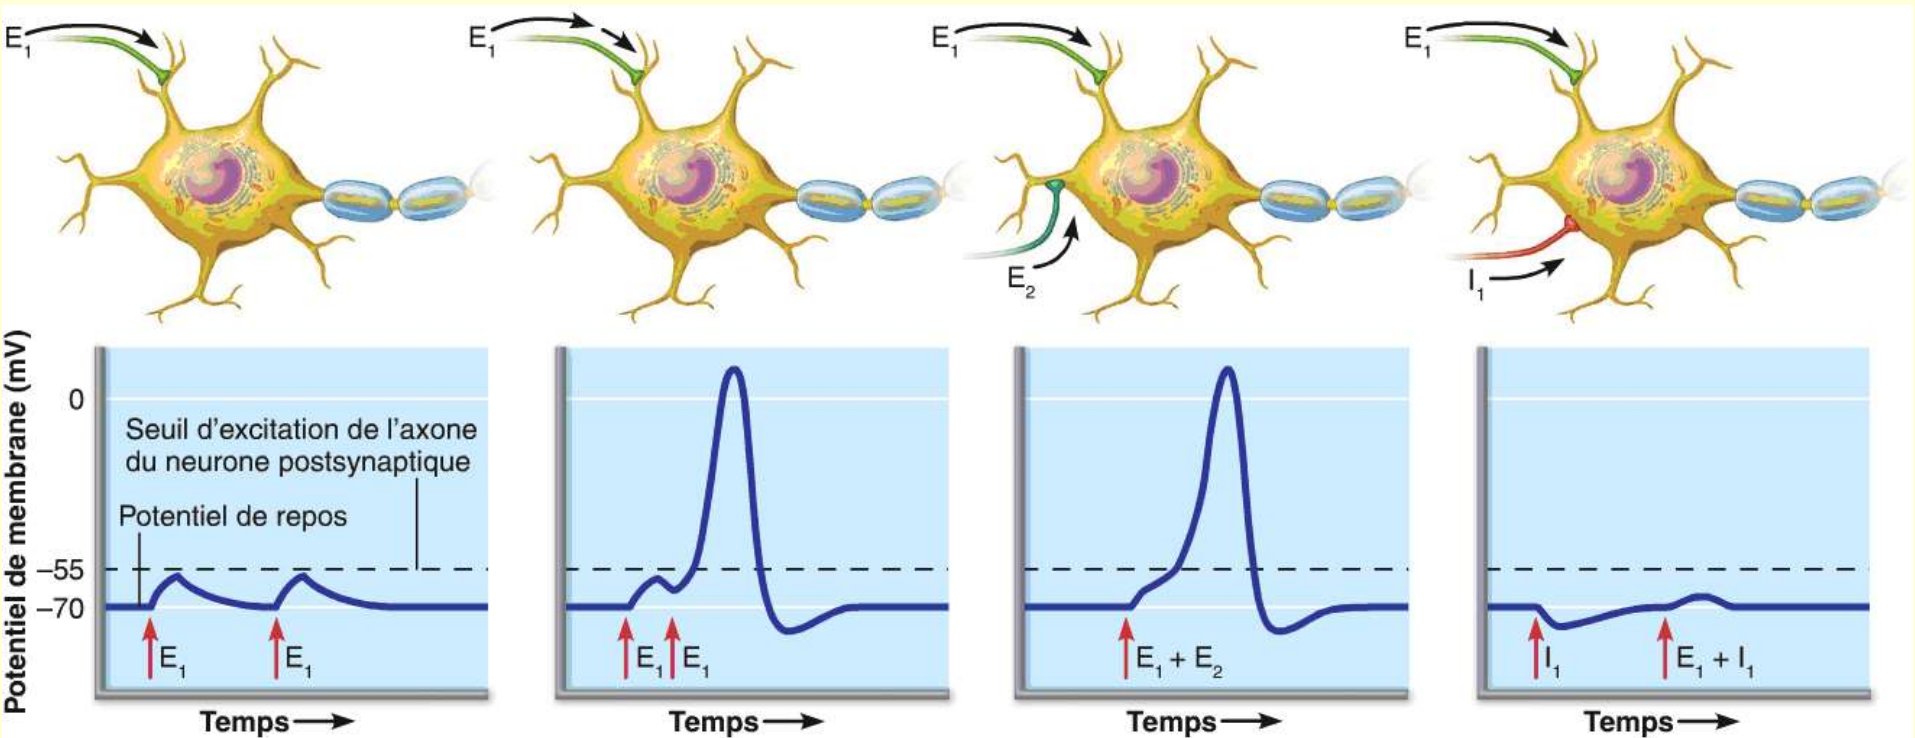 E1
E1
E1
E2
E1
I1
Potentiel de membrane (mV)
0
–55
–70
Seuil d'excitation de l'axone
du neurone postsynaptique
Potentiel de repos
E1
E1
Temps
E1
E1
Temps
E1 + E2
Temps
I1
E1 + I1
Temps